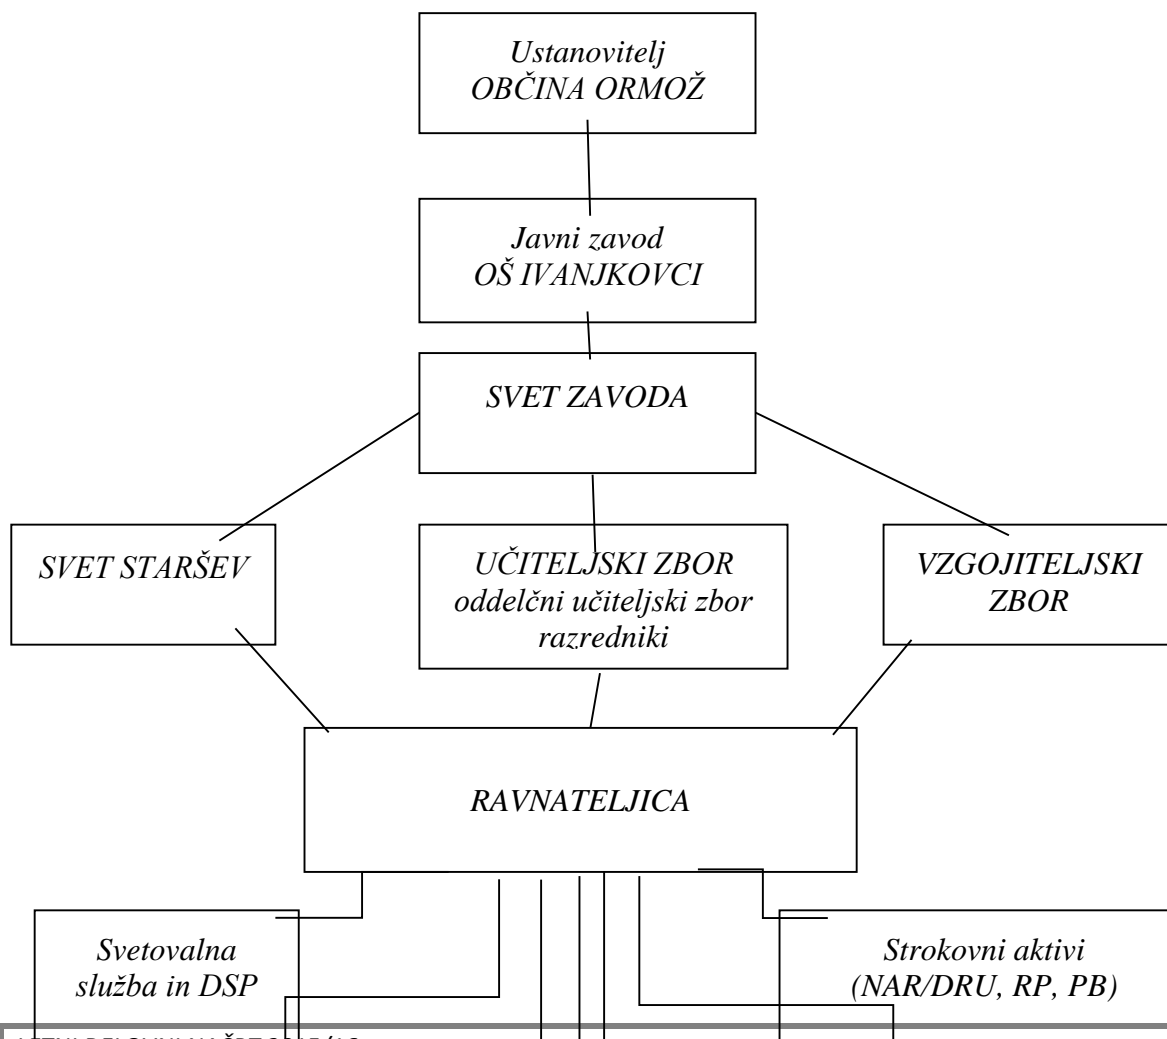 Ustanovitelj
OBČINA ORMOŽ
Javni zavod
OŠ IVANJKOVCI
SVET ZAVODA
SVET STARŠEV
UČITELJSKI ZBOR
oddelčni učiteljski zbor
razredniki
VZGOJITELJSKI
ZBOR
RAVNATELJICA
Svetovalna
služba in DSP
Strokovni aktivi
(NAR/DRU, RP, PB)